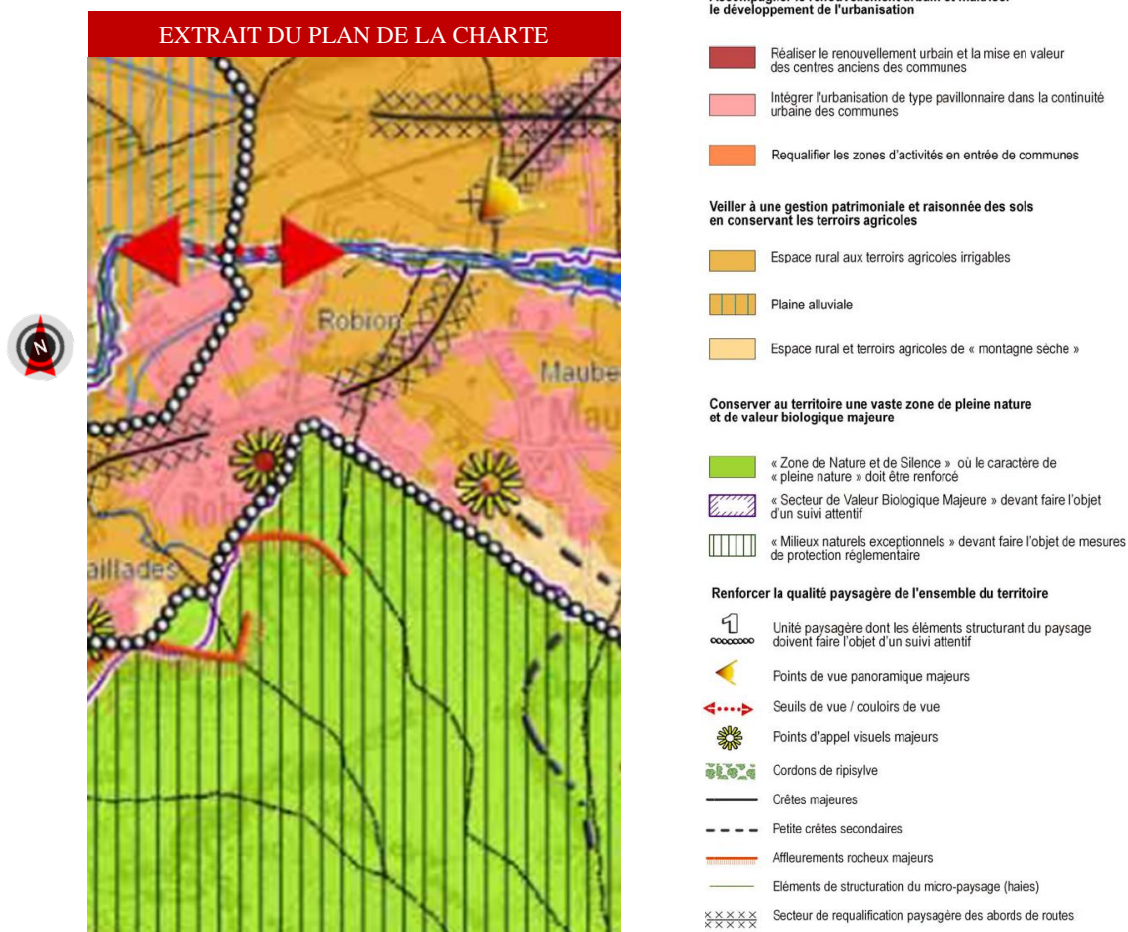 EXTRAIT DU PLAN DE LA CHARTE
N
Robion
Maube
Mau
Rob
aillades
le développement de l'urbanisation
Réaliser le renouvellement urbain et la mise en valeur
des centres anciens des communes
Intégrer l'urbanisation de type pavillonnaire dans la continuité
urbaine des communes
Requalifier les zones d'activités en entrée de communes
Veiller à une gestion patrimoniale et raisonnée des sols
en conservant les terroirs agricoles
Espace rural aux terroirs agricoles irrigables
Plaine alluviale
Espace rural et terroirs agricoles de « montagne sèche »
Conserver au territoire une vaste zone de pleine nature
et de valeur biologique majeure
« Zone de Nature et de Silence » où le caractère de
« pleine nature » doit être renforcé
« Secteur de Valeur Biologique Majeure » devant faire l'objet
d'un suivi attentif
« Milieux naturels exceptionnels » devant faire l'objet de mesures
de protection réglementaire
Renforcer la qualité paysagère de l'ensemble du territoire
1
Unité paysagère dont les éléments structurant du paysage
doivent faire l'objet d'un suivi attentif
Points de vue panoramique majeurs
Seuils de vue / couloirs de vue
Points d'appel visuels majeurs
Cordons de ripisylve
Crêtes majeures
Petite crêtes secondaires
Affleurements rocheux majeurs
Eléments de structuration du micro-paysage (haies)
Secteur de requalification paysagère des abords de routes